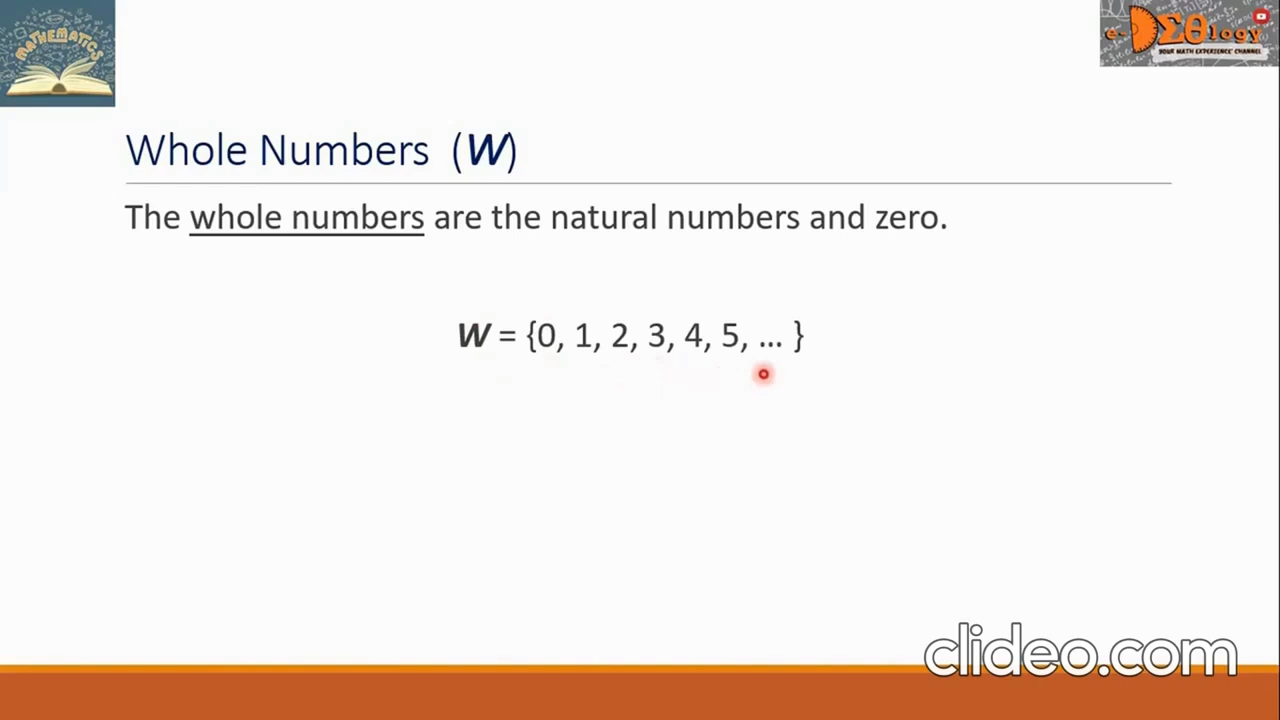 MATHEMATICS
e-DΣθlogy
YOUR MATH EXPERIENCE CHANNEL
Whole Numbers (W)
The whole numbers are the natural numbers and zero.
W = {0, 1, 2, 3, 4, 5, ... }
clideo.com